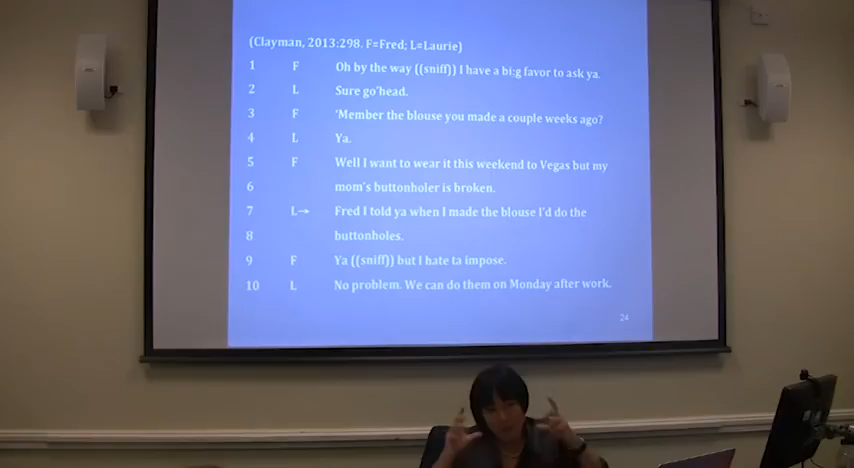 (Clayman, 2013:298. F=Fred; L=Laurie)
1 F Oh by the way ((sniff)) I have a bi:g favor to ask ya.
2 L Sure go'head.
3 F 'Member the blouse you made a couple weeks ago?
4 L Ya.
5 F Well I want to wear it this weekend to Vegas but my
6 mom's buttonholer is broken.
7 L→ Fred I told ya when I made the blouse I'd do the
8 buttonholes.
9 F Ya ((sniff)) but I hate ta impose.
10 L No problem. We can do them on Monday after work.
24